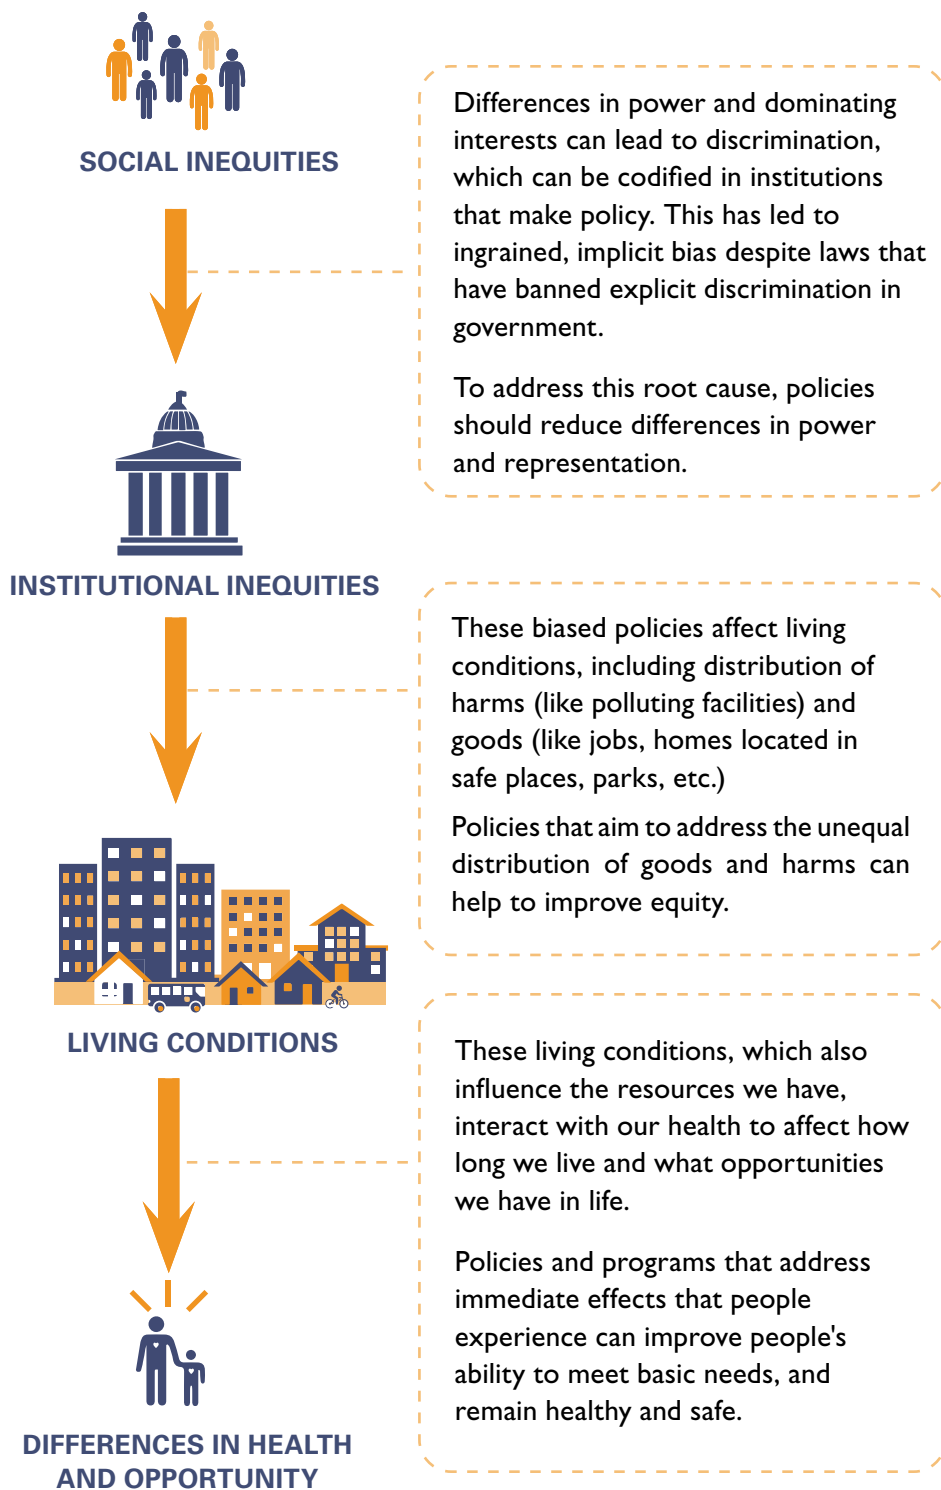 SOCIAL INEQUITIES
Differences in power and dominating
interests can lead to discrimination,
which can be codified in institutions
that make policy. This has led to
ingrained, implicit bias despite laws that
have banned explicit discrimination in
government.
To address this root cause, policies
should reduce differences in power
and representation.
INSTITUTIONAL INEQUITIES
These biased policies affect living
conditions, including distribution of
harms (like polluting facilities) and
goods (like jobs, homes located in
safe places, parks, etc.)
Policies that aim to address the unequal
distribution of goods and harms can
help to improve equity.
LIVING CONDITIONS
These living conditions, which also
influence the resources we have,
interact with our health to affect how
long we live and what opportunities
we have in life.
Policies and programs that address
immediate effects that people
experience can improve people's
ability to meet basic needs, and
remain healthy and safe.
DIFFERENCES IN HEALTH
AND OPPORTUNITY